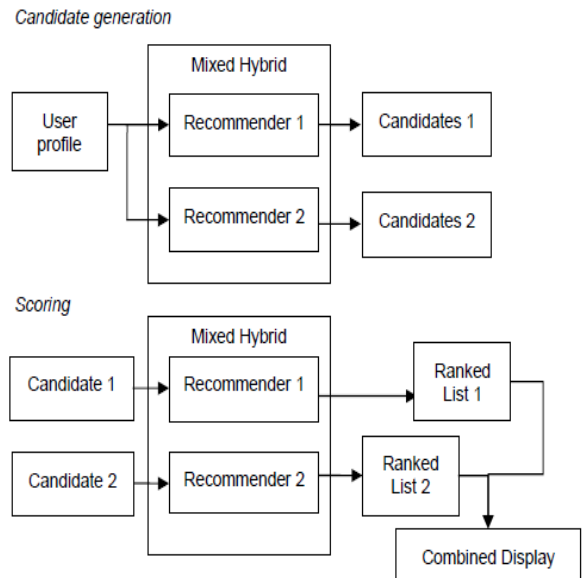 Candidate generation
Mixed Hybrid
User
profile
Recommender 1
Candidates 1
Recommender 2
Candidates 2
Scoring
Mixed Hybrid
Candidate 1
Recommender 1
Ranked
List 1
Candidate 2
Recommender 2
Ranked
List 2
Combined Display